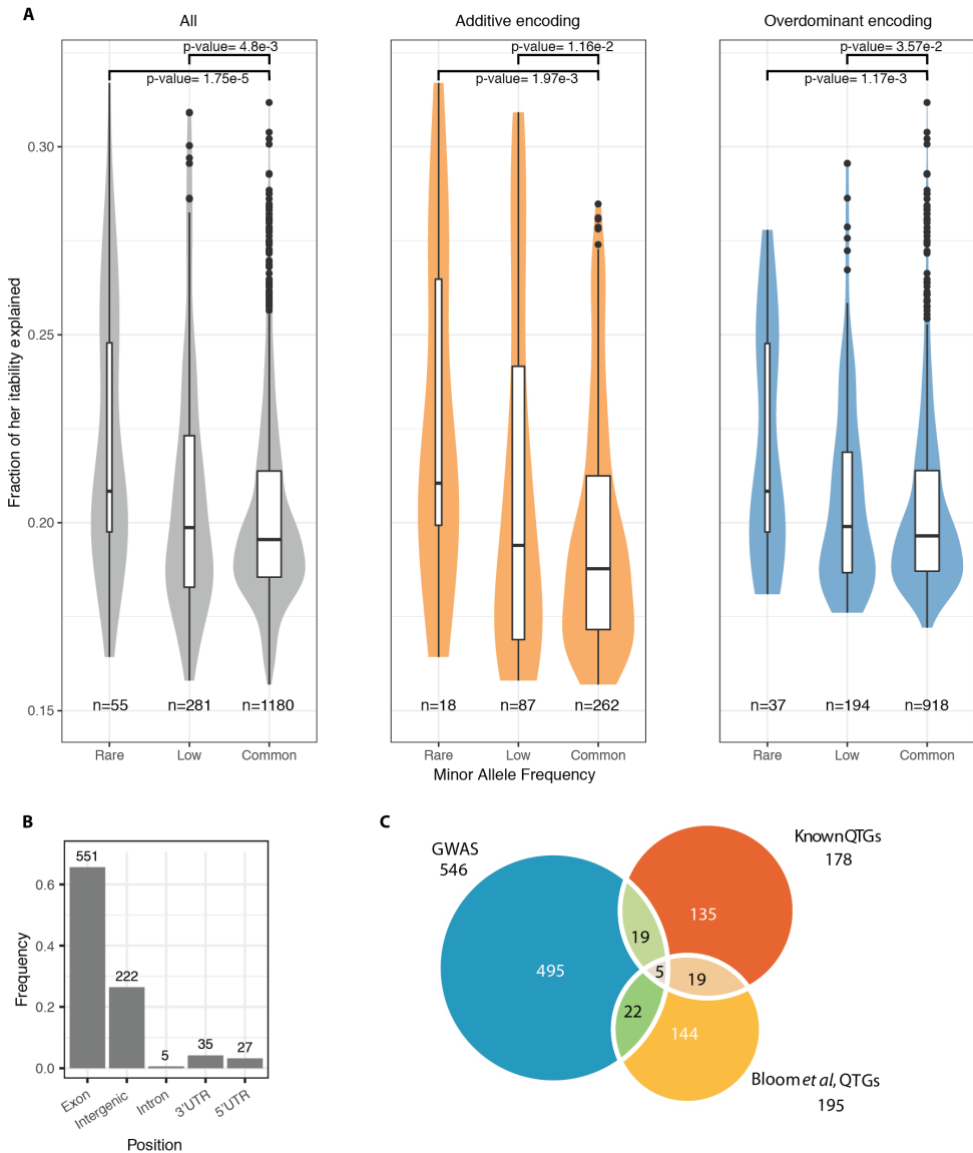 A
All
Additive encoding
Overdominant encoding
p-value= 4.8e-3
p-value= 1.16e-2
p-value= 3.57e-2
p-value= 1.75e-5
p-value= 1.97e-3
p-value= 1.17e-3
Fraction of her itability explained
0.30
0.25
0.20
0.15
n=55 n=281 n=1180
n=18 n=87 n=262
n=37 n=194 n=918
Rare Low Common
Rare Low Common
Rare Low Common
Minor Allele Frequency
B
Frequency
0.6
0.4
0.2
0.0
551
222
5
35
27
Exon
Intergenic
Intron
3'UTR
5'UTR
Position
C
GWAS
546
Known QTGs
178
135
19
495
5
19
22
144
Bloom et al, QTGs
195